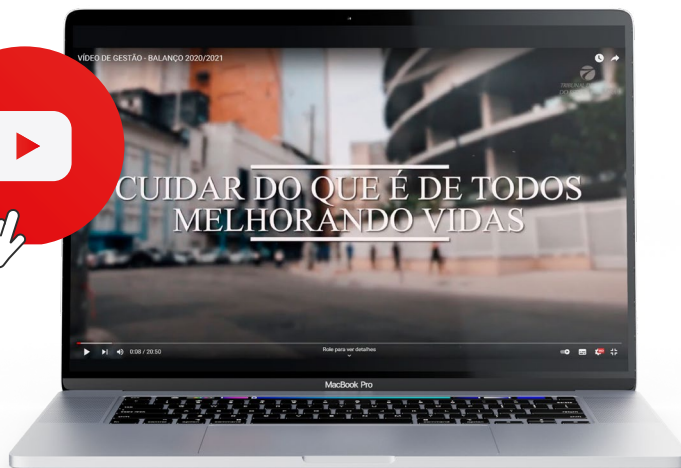 VÍDEO DE GESTÃO - BALANÇO 2020/2021
TRIBUNAL
CUIDAR DO QUE É DE TODOS
MELHORANDO VIDAS
0:08 / 20:50
Role para ver detalhes
MacBook Pro